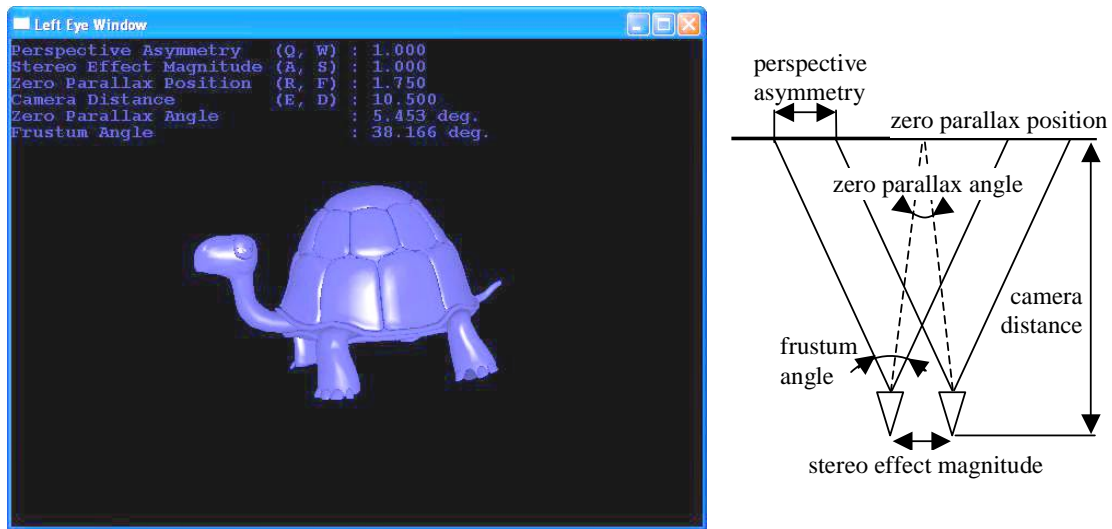 Left Eye Window
Perspective Asymmetry (Q, W) : 1.000
Stereo Effect Magnitude (A, S) : 1.000
Zero Parallax Position (R, F) : 1.750
Camera Distance (E, D) : 10.500
Zero Parallax Angle : 5.453 deg.
Frustum Angle : 38.166 deg.
perspective
asymmetry
zero parallax position
zero parallax angle
camera
distance
frustum
angle
stereo effect magnitude